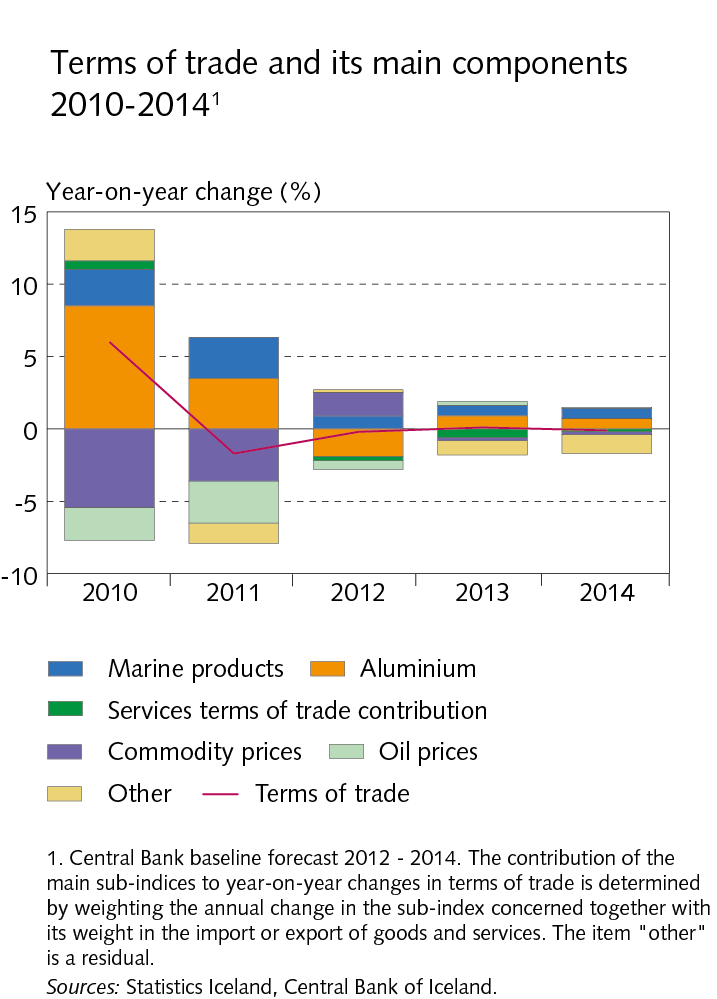 Terms of trade and its main components
2010-2014¹
Year-on-year change (%)
15
10
5
0
-5
-10
2010 2011 2012 2013 2014
Marine products Aluminium
Services terms of trade contribution
Commodity prices Oil prices
Other Terms of trade
1. Central Bank baseline forecast 2012 - 2014. The contribution of the
main sub-indices to year-on-year changes in terms of trade is determined
by weighting the annual change in the sub-index concerned together with
its weight in the import or export of goods and services. The item "other"
is a residual.
Sources: Statistics Iceland, Central Bank of Iceland.